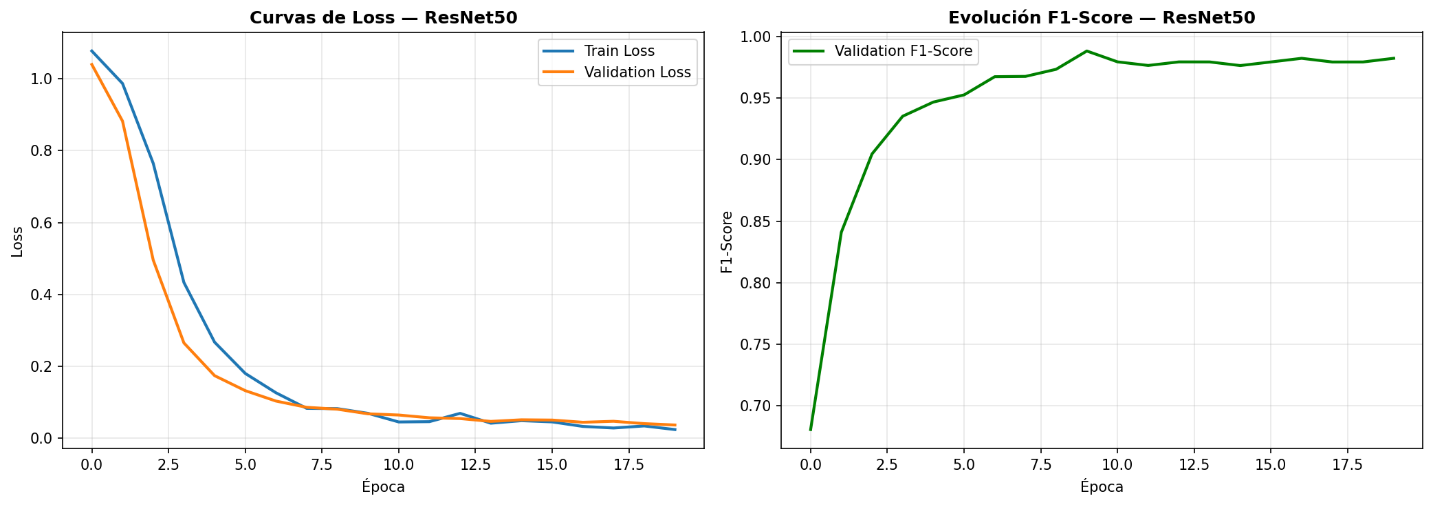 Curvas de Loss — ResNet50
Train Loss
Validation Loss
1.0
0.8
0.6
0.4
0.2
0.0
Loss
0.0 2.5 5.0 7.5 10.0 12.5 15.0 17.5
Época
Evolución F1-Score — ResNet50
Validation F1-Score
1.00
0.95
0.90
0.85
0.80
0.75
0.70
F1-Score
0.0 2.5 5.0 7.5 10.0 12.5 15.0 17.5
Época